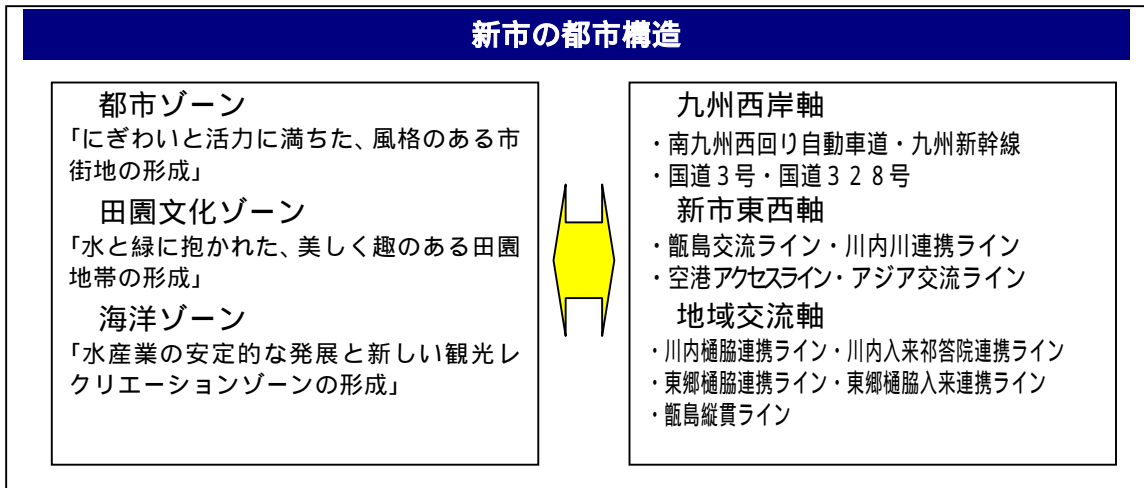 新市の都市構造
都市ゾーン
「にぎわいと活力に満ちた、風格のある市
街地の形成」
田園文化ゾーン
「水と緑に抱かれた、美しく趣のある田園
地帯の形成」
海洋ゾーン
「水産業の安定的な発展と新しい観光レ
クリエーションゾーンの形成」
九州西岸軸
・南九州西回り自動車道・九州新幹線
・国道３号・国道３２８号
新市東西軸
・甑島交流ライン・川内川連携ライン
・空港アクセスライン・アジア交流ライン
地域交流軸
・川内樋脇連携ライン・川内入来祁答院連携ライン
・東郷樋脇連携ライン・東郷樋脇入来連携ライン
・甑島縦貫ライン